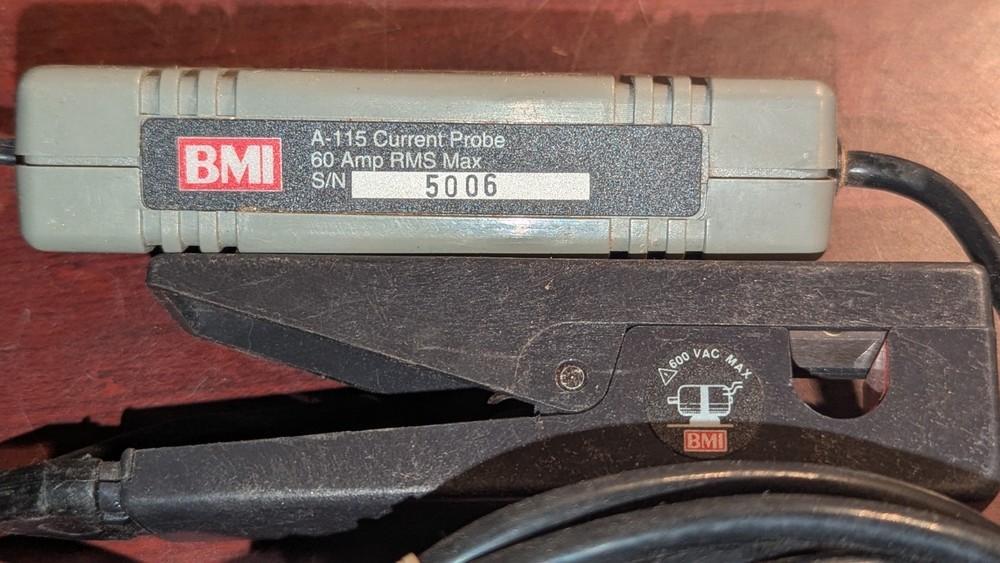 BMI
A-115 Current Probe
60 Amp RMS Max
S/N 5006
600 VAC MAX
BMI